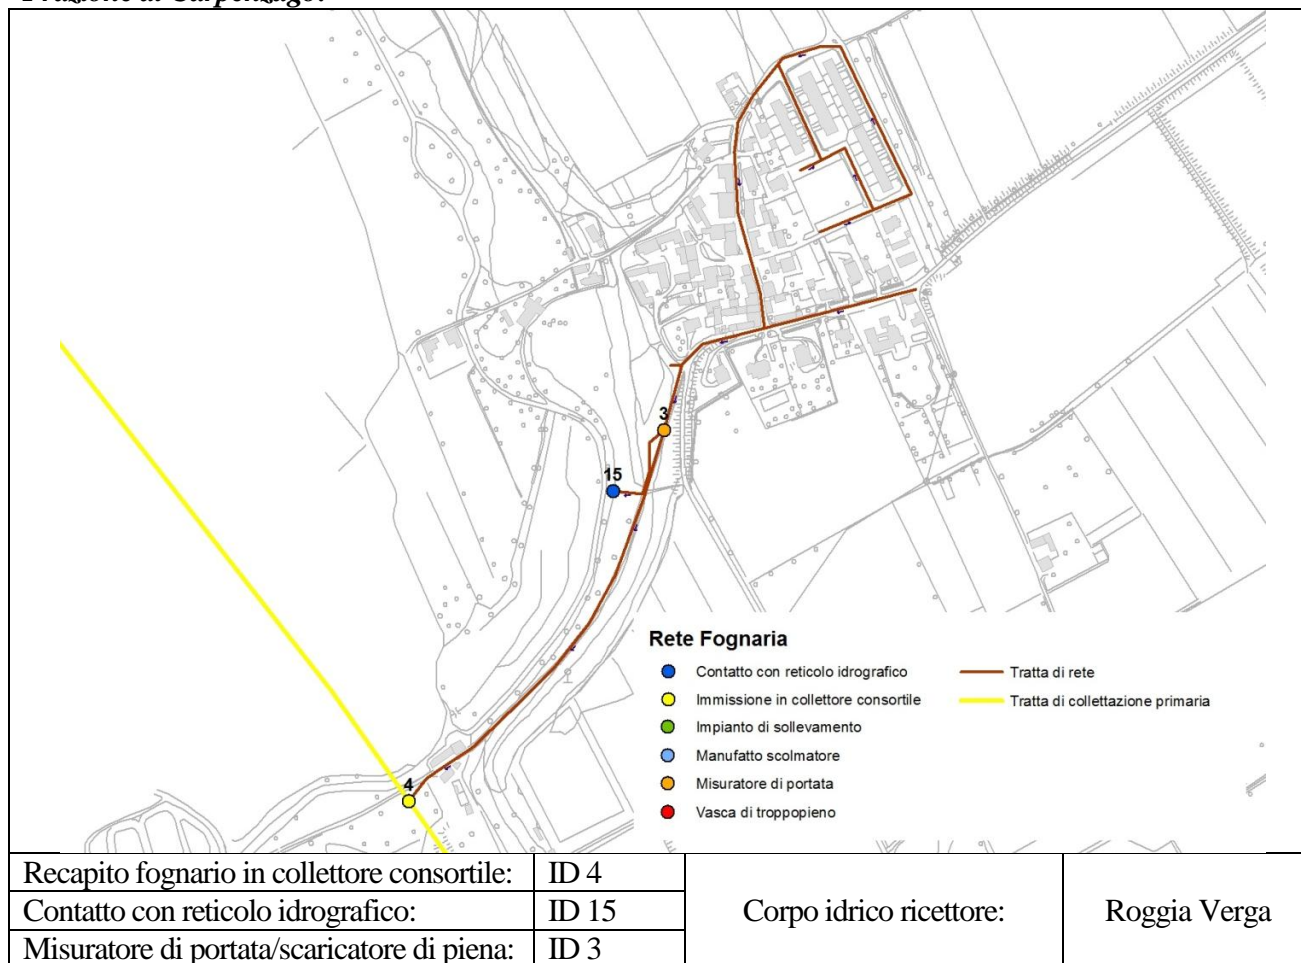 Frazione di Carpenzago:
3
15
4
Rete Fognaria
Contatto con reticolo idrografico
Immissione in collettore consortile
Impianto di sollevamento
Manufatto scolmatore
Misuratore di portata
Vasca di troppopieno
Tratta di rete
Tratta di collettazione primaria
Recapito fognario in collettore consortile: ID 4
Contatto con reticolo idrografico: ID 15
Misuratore di portata/scaricatore di piena: ID 3
Corpo idrico ricettore: Roggia Verga